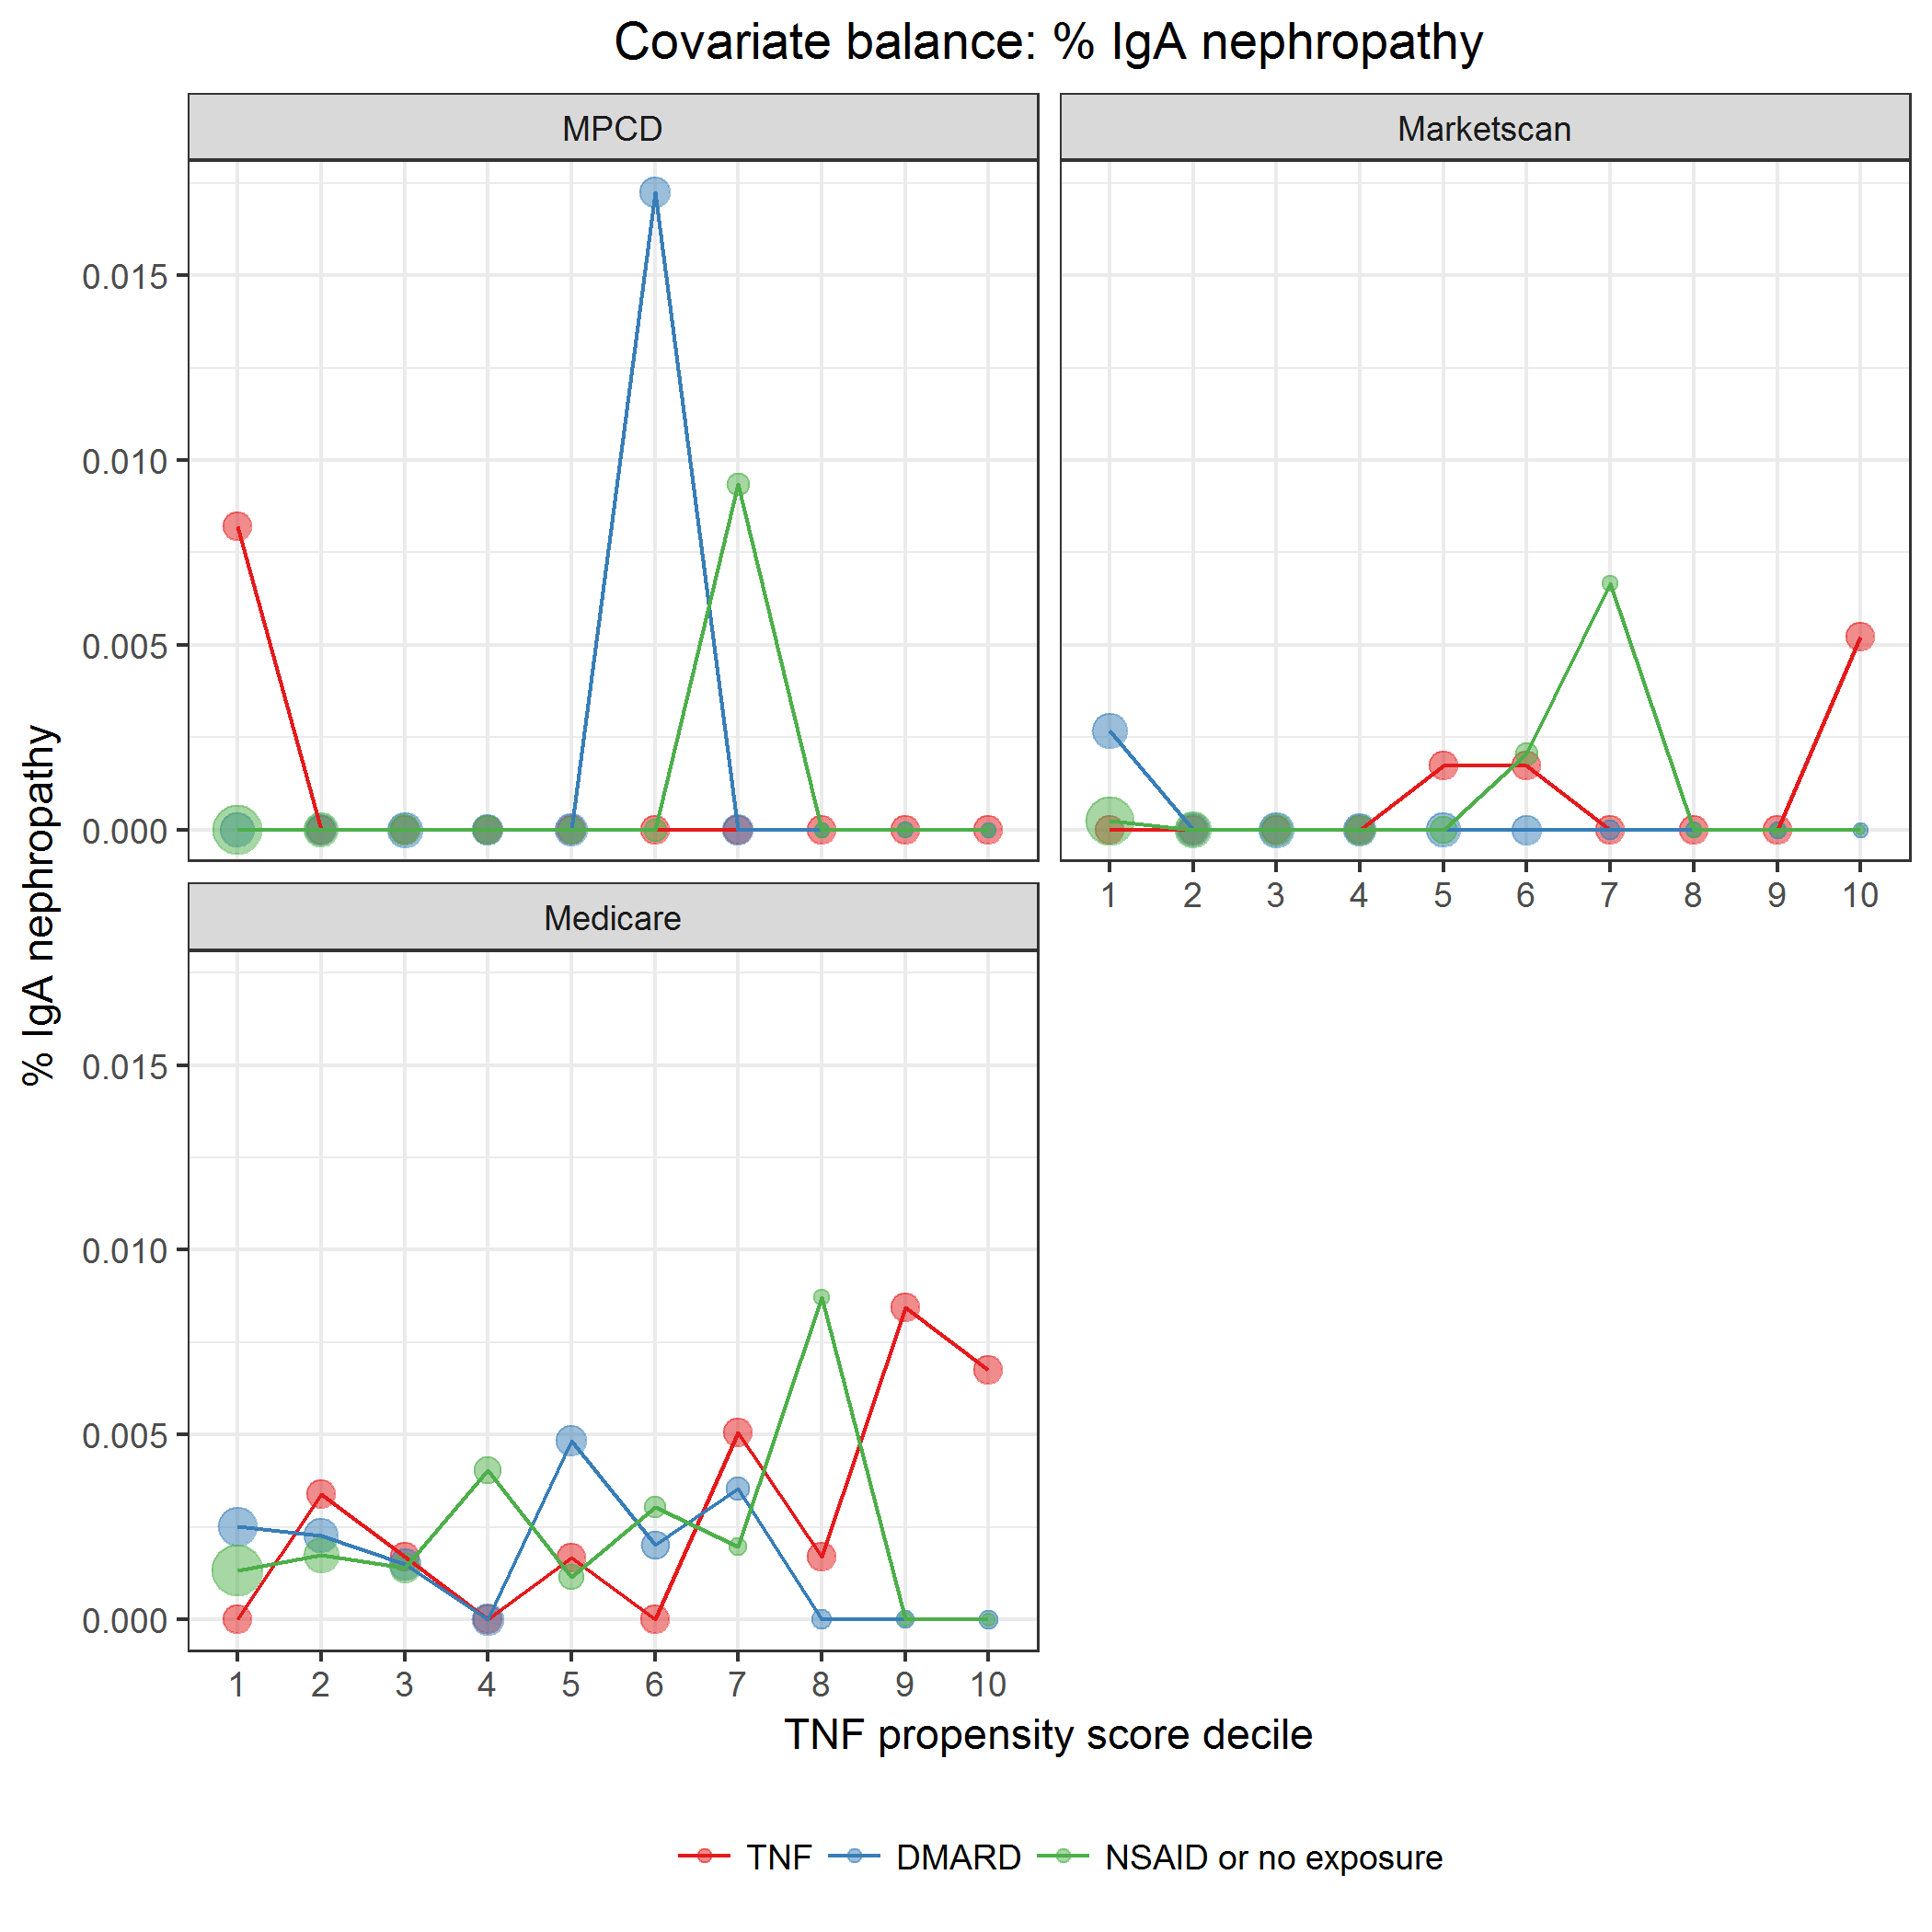 Covariate balance: % IgA nephropathy
MPCD
Marketscan
0.015
0.010
0.005
0.000
1 2 3 4 5 6 7 8 9 10
% IgA nephropathy
Medicare
0.015
0.010
0.005
0.000
1 2 3 4 5 6 7 8 9 10
TNF propensity score decile
TNF DMARD NSAID or no exposure